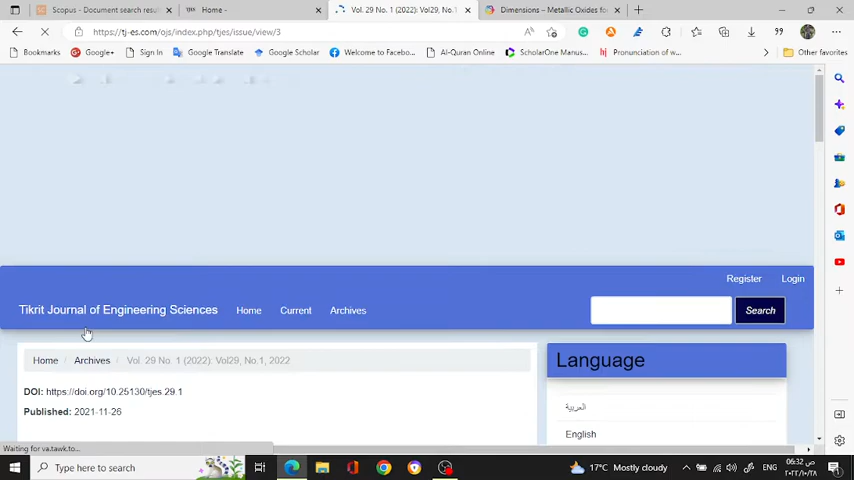 Scopus - Document search resul
Home -
Vol. 29 No. 1 (2022): Vol29, No.1
Dimensions – Metallic Oxides fo
https://tj-es.com/ojs/index.php/tjes/issue/view/3
Bookmarks
Google+
Sign In
Google Translate
Google Scholar
Welcome to Facebo...
Al-Quran Online
ScholarOne Manus...
Pronunciation of w...
Other favorites
Register
Login
Tikrit Journal of Engineering Sciences
Home
Current
Archives
Search
Home / Archives / Vol. 29 No. 1 (2022): Vol29, No.1, 2022
Language
DOI: https://doi.org/10.25130/tjes.29.1
Published: 2021-11-26
العربية
English
Waiting for va.tawk.to...
Type here to search
17°C Mostly cloudy
ENG
06:32 ص